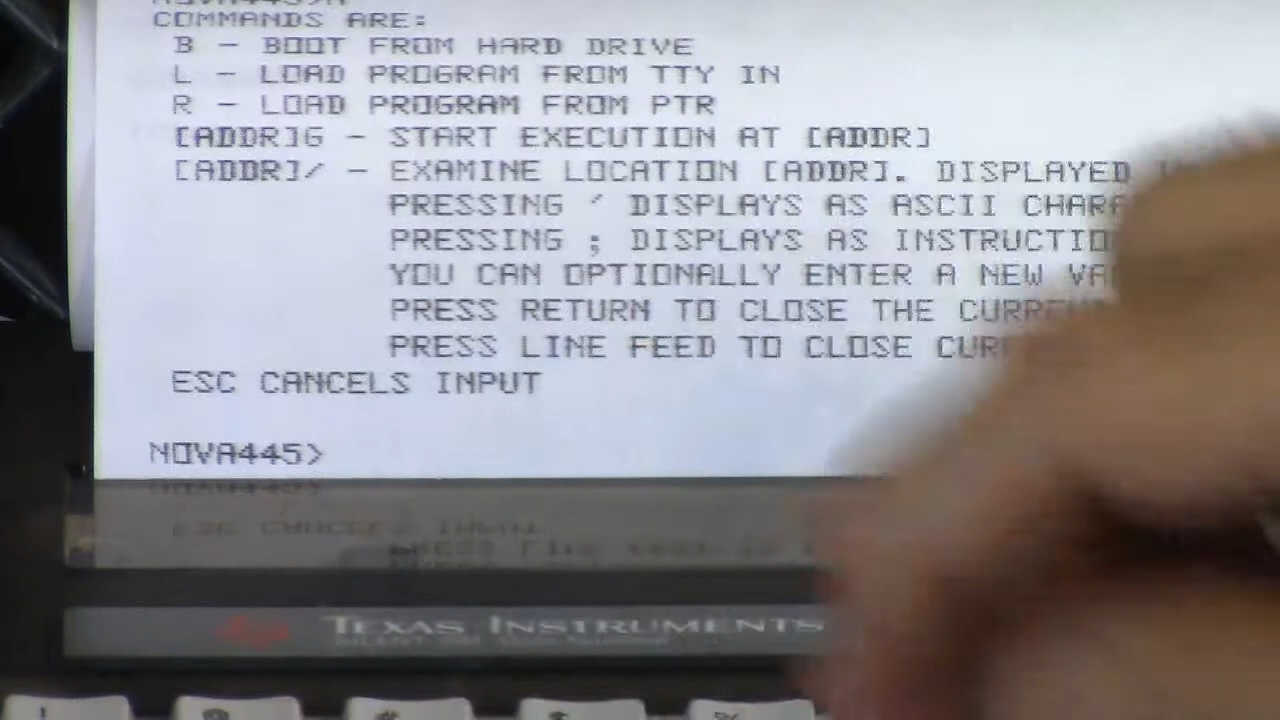 COMMANDS ARE:
B - BOOT FROM HARD DRIVE
L - LOAD PROGRAM FROM TTY IN
R - LOAD PROGRAM FROM PTR
[ADDR]G - START EXECUTION AT [ADDR]
[ADDR]/ - EXAMINE LOCATION [ADDR]. DISPLAYED
PRESSING ' DISPLAYS AS ASCII
PRESSING ; DISPLAYS AS
YOU CAN OPTIONALLY ENTER A NEW
PRESS RETURN TO CLOSE THE
PRESS LINE FEED TO CLOSE
ESC CANCELS INPUT
NOVA445>
TEXAS INSTRUMENTS
! @ # $ %